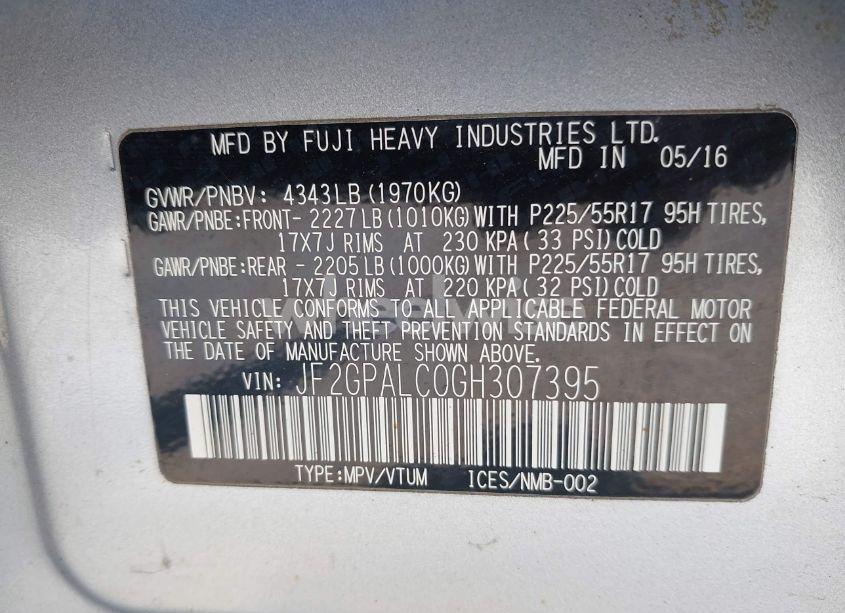 MFD BY FUJI HEAVY INDUSTRIES LTD.
MFD IN 05/16
GVWR/PNBV: 4343LB(1970KG)
GAWR/PNBE:FRONT- 2227LB(1010KG)WITH P225/55R17 95H TIRES,
17X7J RIMS AT 230 KPA(33 PSI)COLD
GAWR/PNBE:REAR - 2205LB(1000KG)WITH P225/55R17 95H TIRES,
17X7J RIMS AT 220 KPA(32 PSI)COLD
THIS VEHICLE CONFORMS TO ALL APPLICABLE FEDERAL MOTOR
VEHICLE SAFETY AND THEFT PREVENTION STANDARDS IN EFFECT ON
THE DATE OF MANUFACTURE SHOWN ABOVE.
VIN: JF2GPALC0GH307395
TYPE:MPV/VTUM ICES/NMB-002